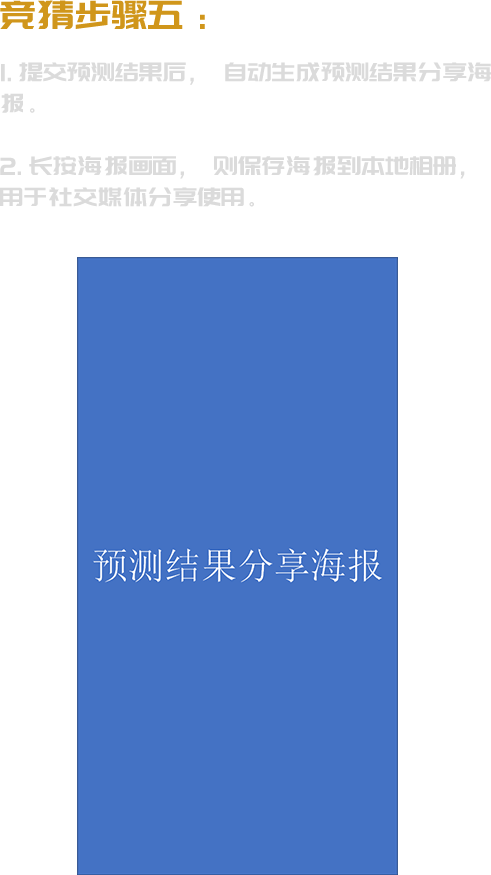 竞猜步骤五：
1. 提交预测结果后， 自动生成预测结果分享海
报。
2. 长按海报画面， 则保存海报到本地相册，
用于社交媒体分享使用。
预测结果分享海报